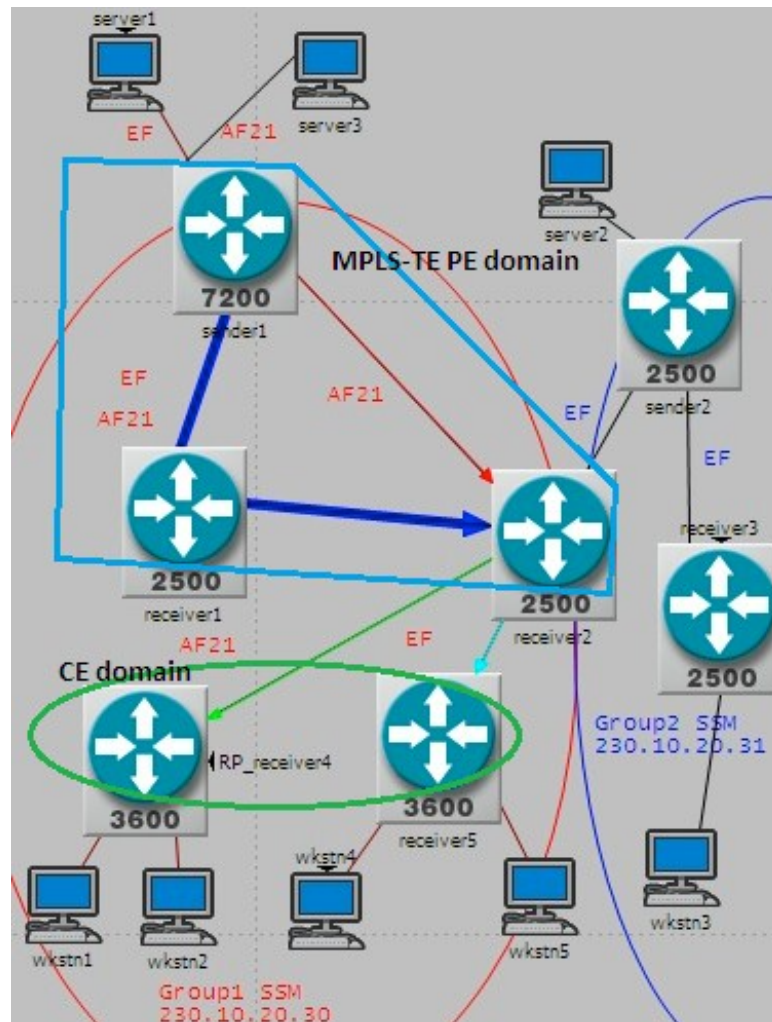 server1
EF
AF21
server3
server2
MPLS-TE PE domain
7200
sender1
2500
sender2
EF
AF21
AF21
EF
EF
receiver3
2500
receiver1
2500
receiver2
2500
AF21
EF
CE domain
RP_receiver4
Group2 SSM
230.10.20.31
3600
3600
receiver5
wkstn4
wkstn1
wkstn2
wkstn5
wkstn3
Group1 SSM
230.10.20.30